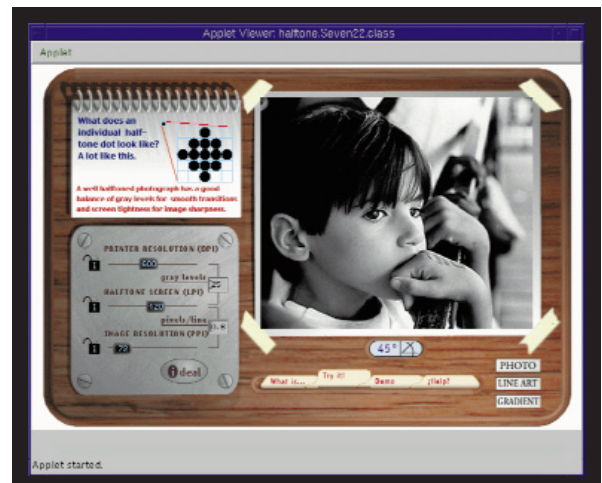 Applet Viewer: halftone.Seven22.class
Applet
What does an
individual half-
tone dot look like?
A lot like this.
A well halftoned photograph has a good
balance of gray levels for smooth transitions
and screen tightness for image sharpness.
PRINTER RESOLUTION (DPI)
600
gray levels
25
HALFTONE SCREEN (LPI)
120
pixels/line
IMAGE RESOLUTION (PPI)
72
ideal
45°
What is...
Try it!
Demo
¿Help?
PHOTO
LINE ART
GRADIENT
Applet started.